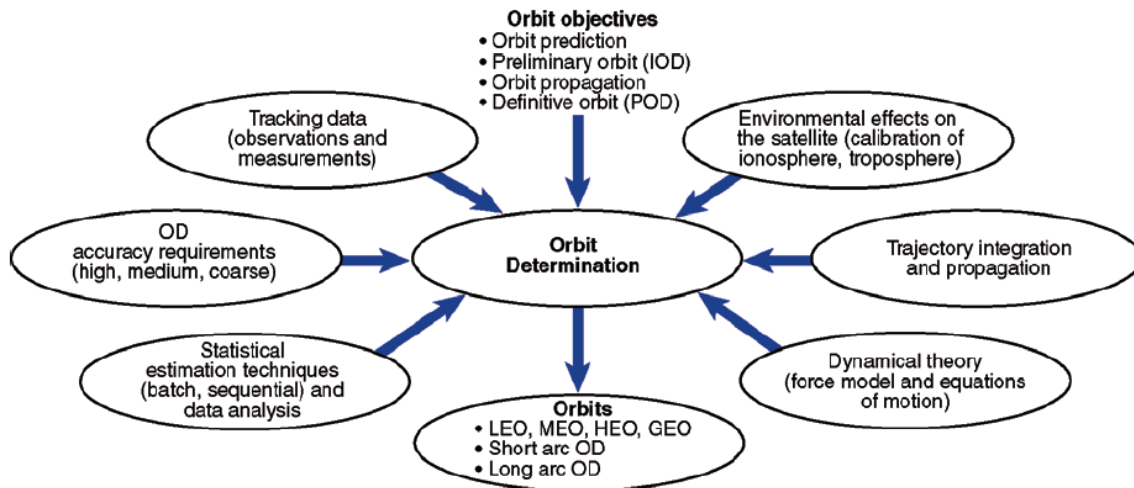 Orbit objectives
• Orbit prediction
• Preliminary orbit (IOD)
• Orbit propagation
• Definitive orbit (POD)
Tracking data
(observations and
measurements)
Environmental effects on
the satellite (calibration of
ionosphere, troposphere)
OD
accuracy requirements
(high, medium, coarse)
Orbit
Determination
Trajectory integration
and propagation
Statistical
estimation techniques
(batch, sequential) and
data analysis
Dynamical theory
(force model and equations
of motion)
Orbits
• LEO, MEO, HEO, GEO
• Short arc OD
• Long arc OD